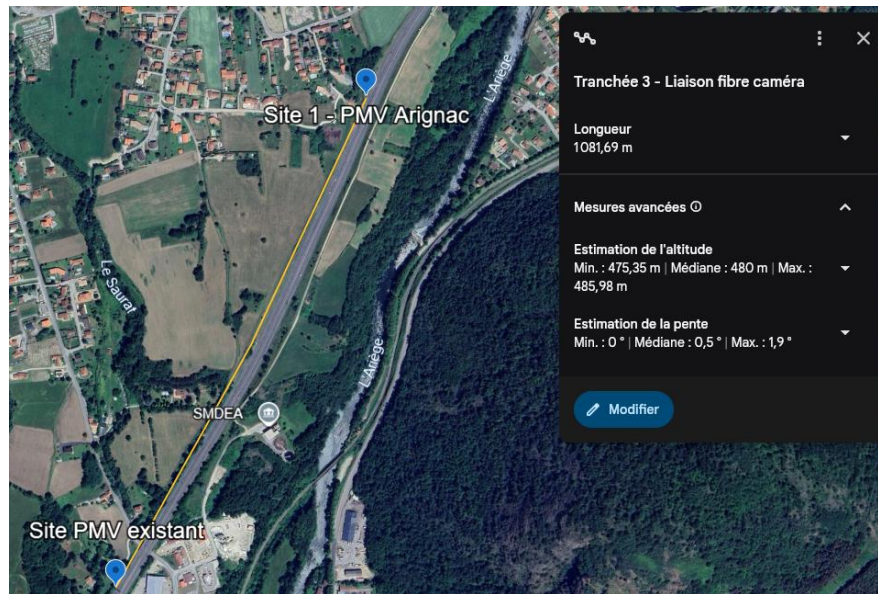 Site 1 - PMV Arignac
L'Ariège
Le Saurat
L'Ariège
SMDEA
Site PMV existant
Tranchée 3 - Liaison fibre caméra
Longueur
1 081,69 m
Mesures avancées
Estimation de l'altitude
Min. : 475,35 m | Médiane : 480 m | Max. :
485,98 m
Estimation de la pente
Min. : 0 ° | Médiane : 0,5 ° | Max. : 1,9 °
Modifier